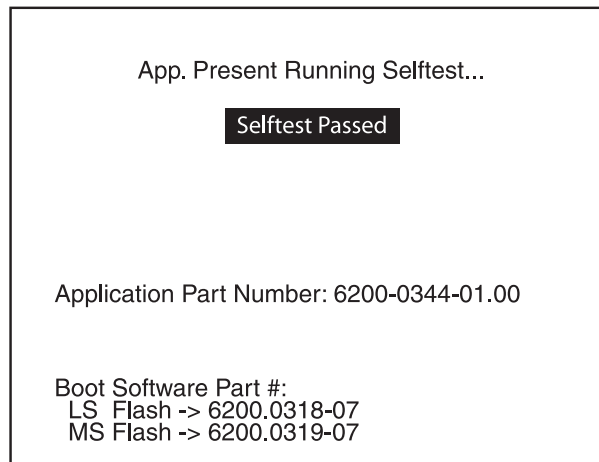 App. Present Running Selftest...
Selftest Passed
Application Part Number: 6200-0344-01.00
Boot Software Part #:
LS Flash -> 6200.0318-07
MS Flash -> 6200.0319-07